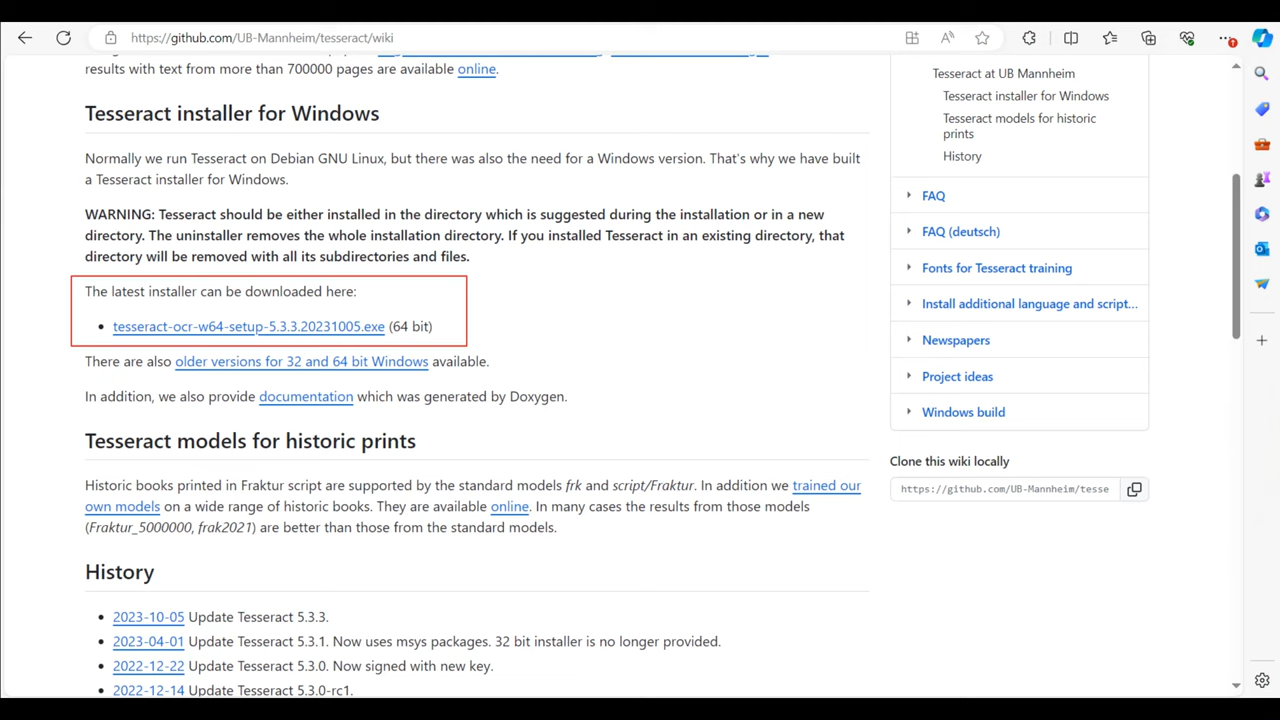 https://github.com/UB-Mannheim/tesseract/wiki
results with text from more than 700000 pages are available online.
Tesseract installer for Windows
Normally we run Tesseract on Debian GNU Linux, but there was also the need for a Windows version. That's why we have built
a Tesseract installer for Windows.
WARNING: Tesseract should be either installed in the directory which is suggested during the installation or in a new
directory. The uninstaller removes the whole installation directory. If you installed Tesseract in an existing directory, that
directory will be removed with all its subdirectories and files.
The latest installer can be downloaded here:
• tesseract-ocr-w64-setup-5.3.3.20231005.exe (64 bit)
There are also older versions for 32 and 64 bit Windows available.
In addition, we also provide documentation which was generated by Doxygen.
Tesseract models for historic prints
Historic books printed in Fraktur script are supported by the standard models frk and script/Fraktur. In addition we trained our
own models on a wide range of historic books. They are available online. In many cases the results from those models
(Fraktur_5000000, frak2021) are better than those from the standard models.
History
• 2023-10-05 Update Tesseract 5.3.3.
• 2023-04-01 Update Tesseract 5.3.1. Now uses msys packages. 32 bit installer is no longer provided.
• 2022-12-22 Update Tesseract 5.3.0. Now signed with new key.
• 2022-12-14 Update Tesseract 5.3.0-rc1.
Tesseract at UB Mannheim
Tesseract installer for Windows
Tesseract models for historic
prints
History
FAQ
FAQ (deutsch)
Fonts for Tesseract training
Install additional language and script...
Newspapers
Project ideas
Windows build
Clone this wiki locally
https://github.com/UB-Mannheim/tesse